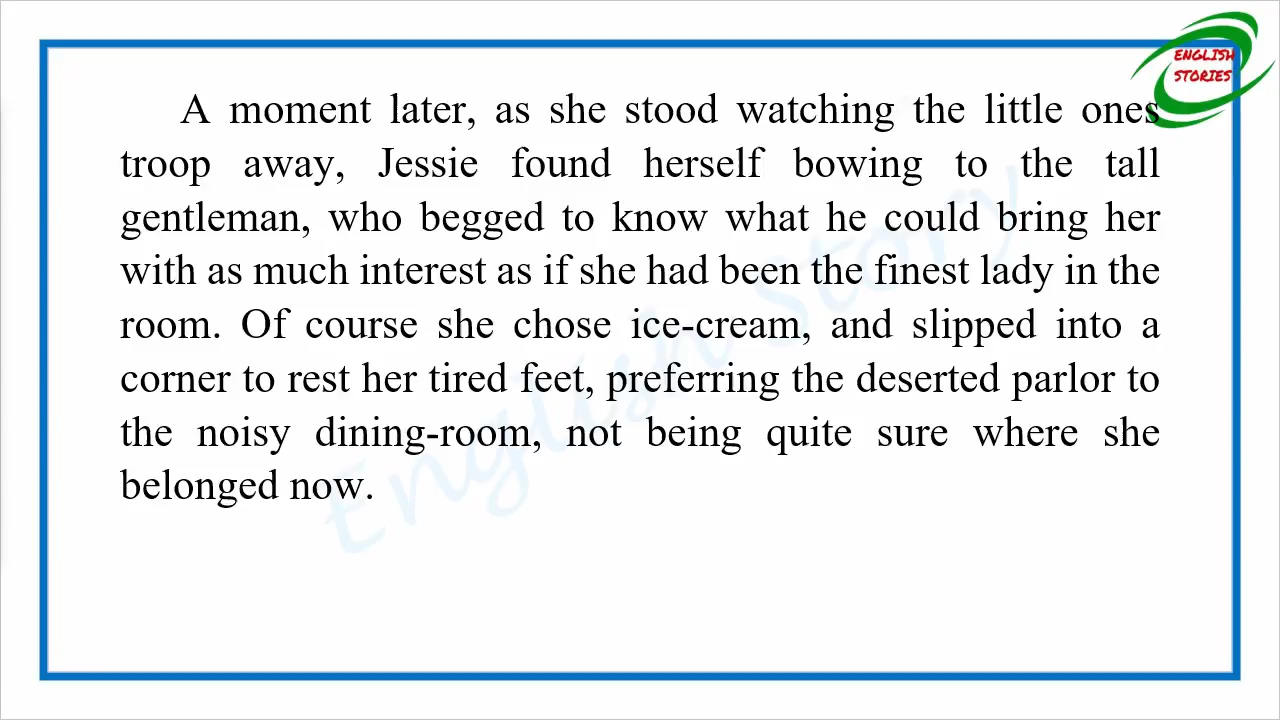 ENGLISH
STORIES
A moment later, as she stood watching the little ones
troop away, Jessie found herself bowing to the tall
gentleman, who begged to know what he could bring her
with as much interest as if she had been the finest lady in the
room. Of course she chose ice-cream, and slipped into a
corner to rest her tired feet, preferring the deserted parlor to
the noisy dining-room, not being quite sure where she
belonged now.
English Story